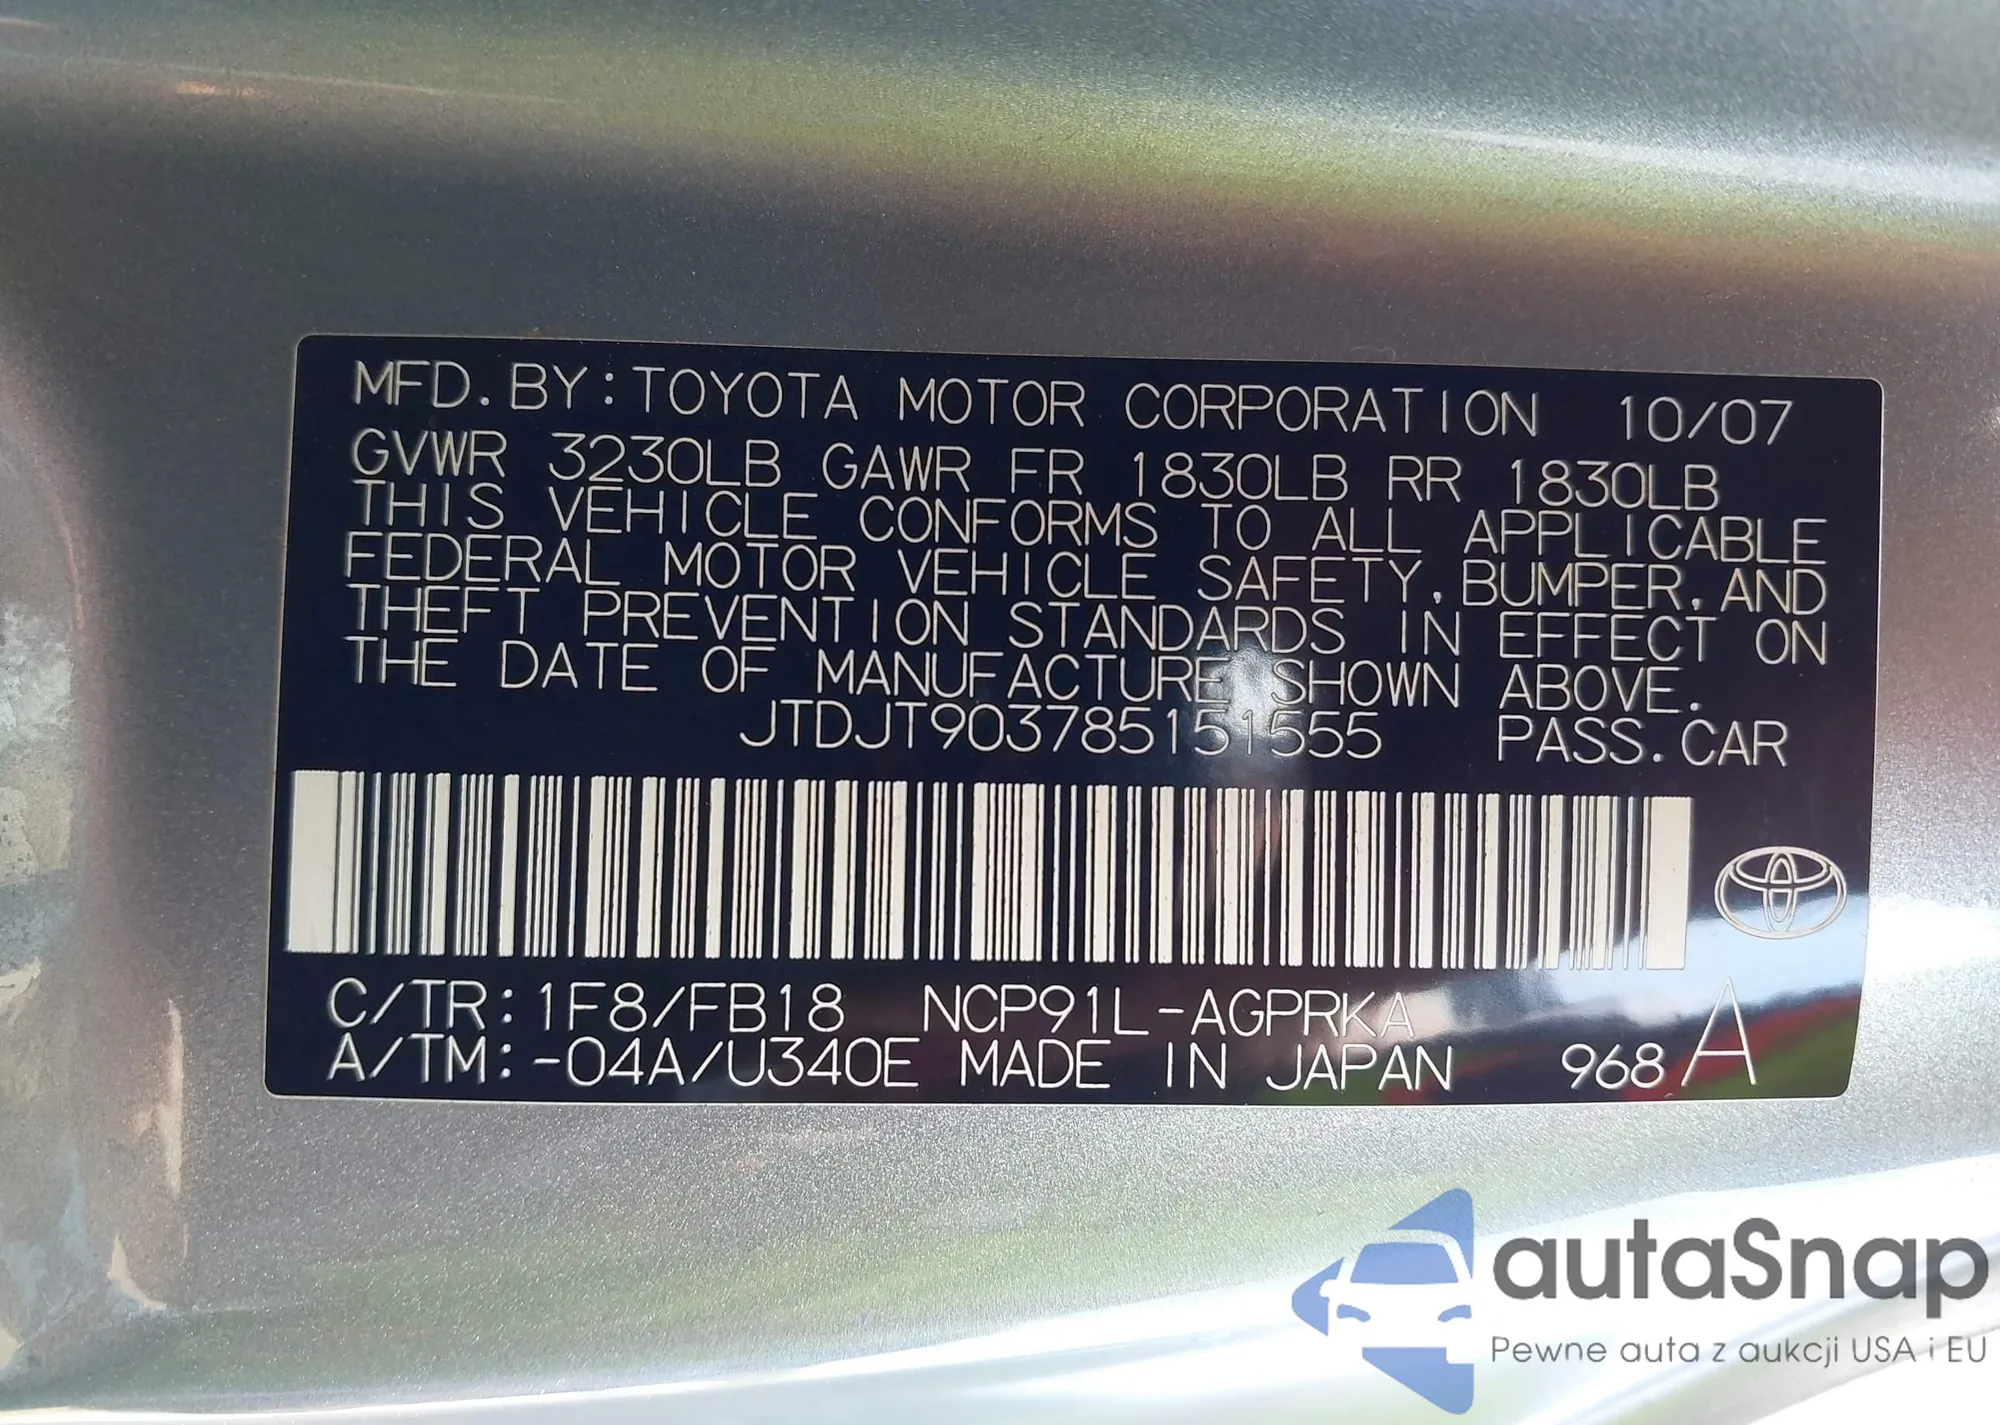 MFD. BY: TOYOTA MOTOR CORPORATION 10/07
GVWR 3230LB GAWR FR 1830LB RR 1830LB
THIS VEHICLE CONFORMS TO ALL APPLICABLE
FEDERAL MOTOR VEHICLE SAFETY, BUMPER, AND
THEFT PREVENTION STANDARDS IN EFFECT ON
THE DATE OF MANUFACTURE SHOWN ABOVE.
JTDJT903785151555 PASS. CAR
C/TR: 1F8/FB18 NCP91L-AGPRKA
A/TM: -04A/U340E MADE IN JAPAN 968 A
autaSnap
Pewne auta z aukcji USA i EU